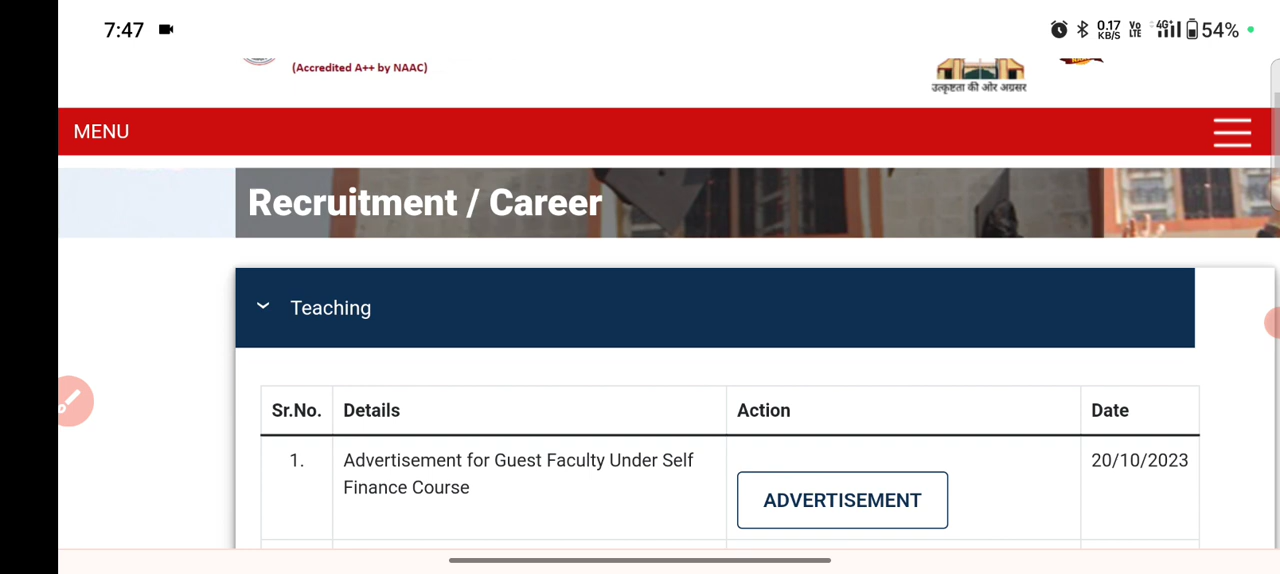 7:47
0.17
KB/S
Vo
LTE
4G+
54%
(Accredited A++ by NAAC)
उत्कृष्टता की ओर अग्रसर
MENU
Recruitment / Career
Teaching
Sr.No. Details Action Date
1. Advertisement for Guest Faculty Under Self Finance Course ADVERTISEMENT 20/10/2023